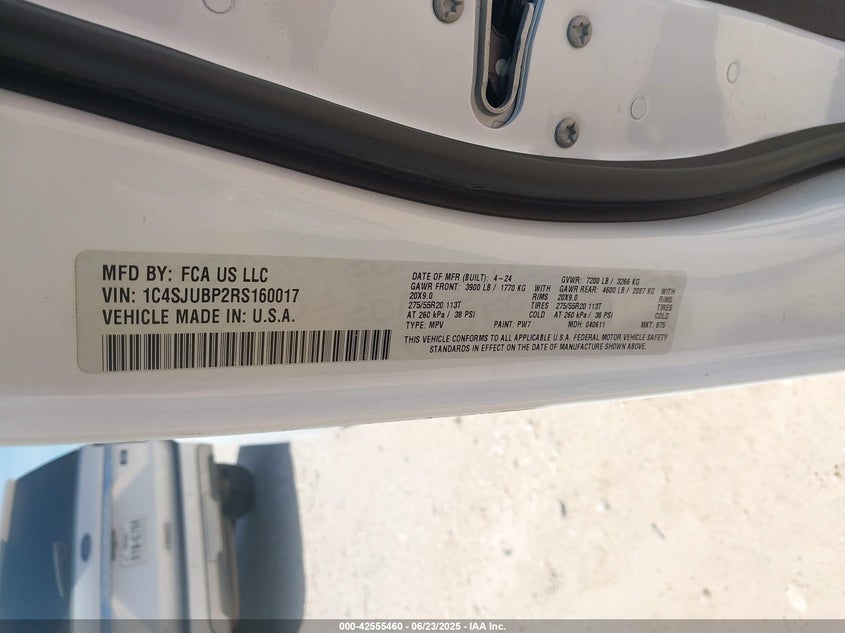 MFD BY: FCA US LLC
VIN: 1C4SJUBP2RS160017
VEHICLE MADE IN: U.S.A.
DATE OF MFR (BUILT): 4-24 GVWR: 7200 LB / 3266 KG
GAWR FRONT: 3900 LB / 1770 KG WITH GAWR REAR: 4600 LB / 2087 KG WITH
20X9.0 RIMS 20X9.0 RIMS
275/55R20 113T TIRES 275/55R20 113T TIRES
AT 260 kPa / 38 PSI COLD AT 260 kPa / 38 PSI COLD
TYPE: MPV PAINT: PW7 MDH: 040611 MKT: 875
THIS VEHICLE CONFORMS TO ALL APPLICABLE U.S.A. FEDERAL MOTOR VEHICLE SAFETY
STANDARDS IN EFFECT ON THE DATE OF MANUFACTURE SHOWN ABOVE
000-42555460 - 06/23/2025 - IAA Inc.